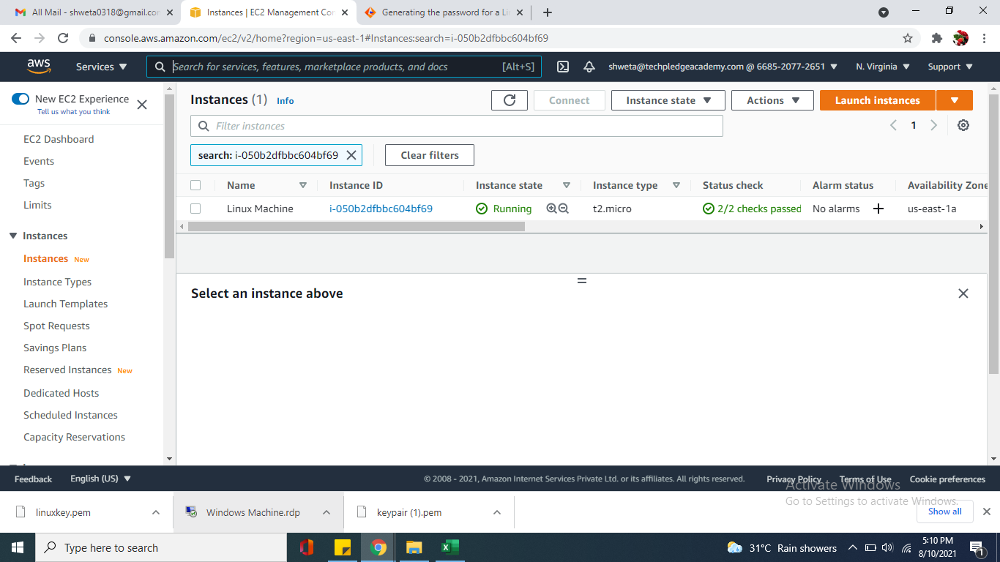 All Mail - shweta0318@gmail.cor
Instances | EC2 Management Cor
Generating the password for a Li
console.aws.amazon.com/ec2/v2/home?region=us-east-1#Instances:search=i-050b2dfbbc604bf69
aws Services Search for services, features, marketplace products, and docs [Alt+S] shweta@techpledgeacademy.com @ 6685-2077-2651 N. Virginia Support
New EC2 Experience
Tell us what you think
EC2 Dashboard
Events
Tags
Limits
Instances
Instances New
Instance Types
Launch Templates
Spot Requests
Savings Plans
Reserved Instances New
Dedicated Hosts
Scheduled Instances
Capacity Reservations
Instances (1) Info Connect Instance state Actions Launch instances
Filter instances 1
search: i-050b2dfbbc604bf69 Clear filters
Name Instance ID Instance state Instance type Status check Alarm status Availability Zone
Linux Machine i-050b2dfbbc604bf69 Running t2.micro 2/2 checks passed No alarms us-east-1a
Select an instance above
Feedback English (US) © 2008 - 2021, Amazon Internet Services Private Ltd. or its affiliates. All rights reserved. Privacy Policy Terms of Use Cookie preferences
Activate Windows
Go to Settings to activate Windows.
linuxkey.pem Windows Machine.rdp keypair (1).pem Show all
Type here to search 31°C Rain showers 5:10 PM
8/10/2021
1